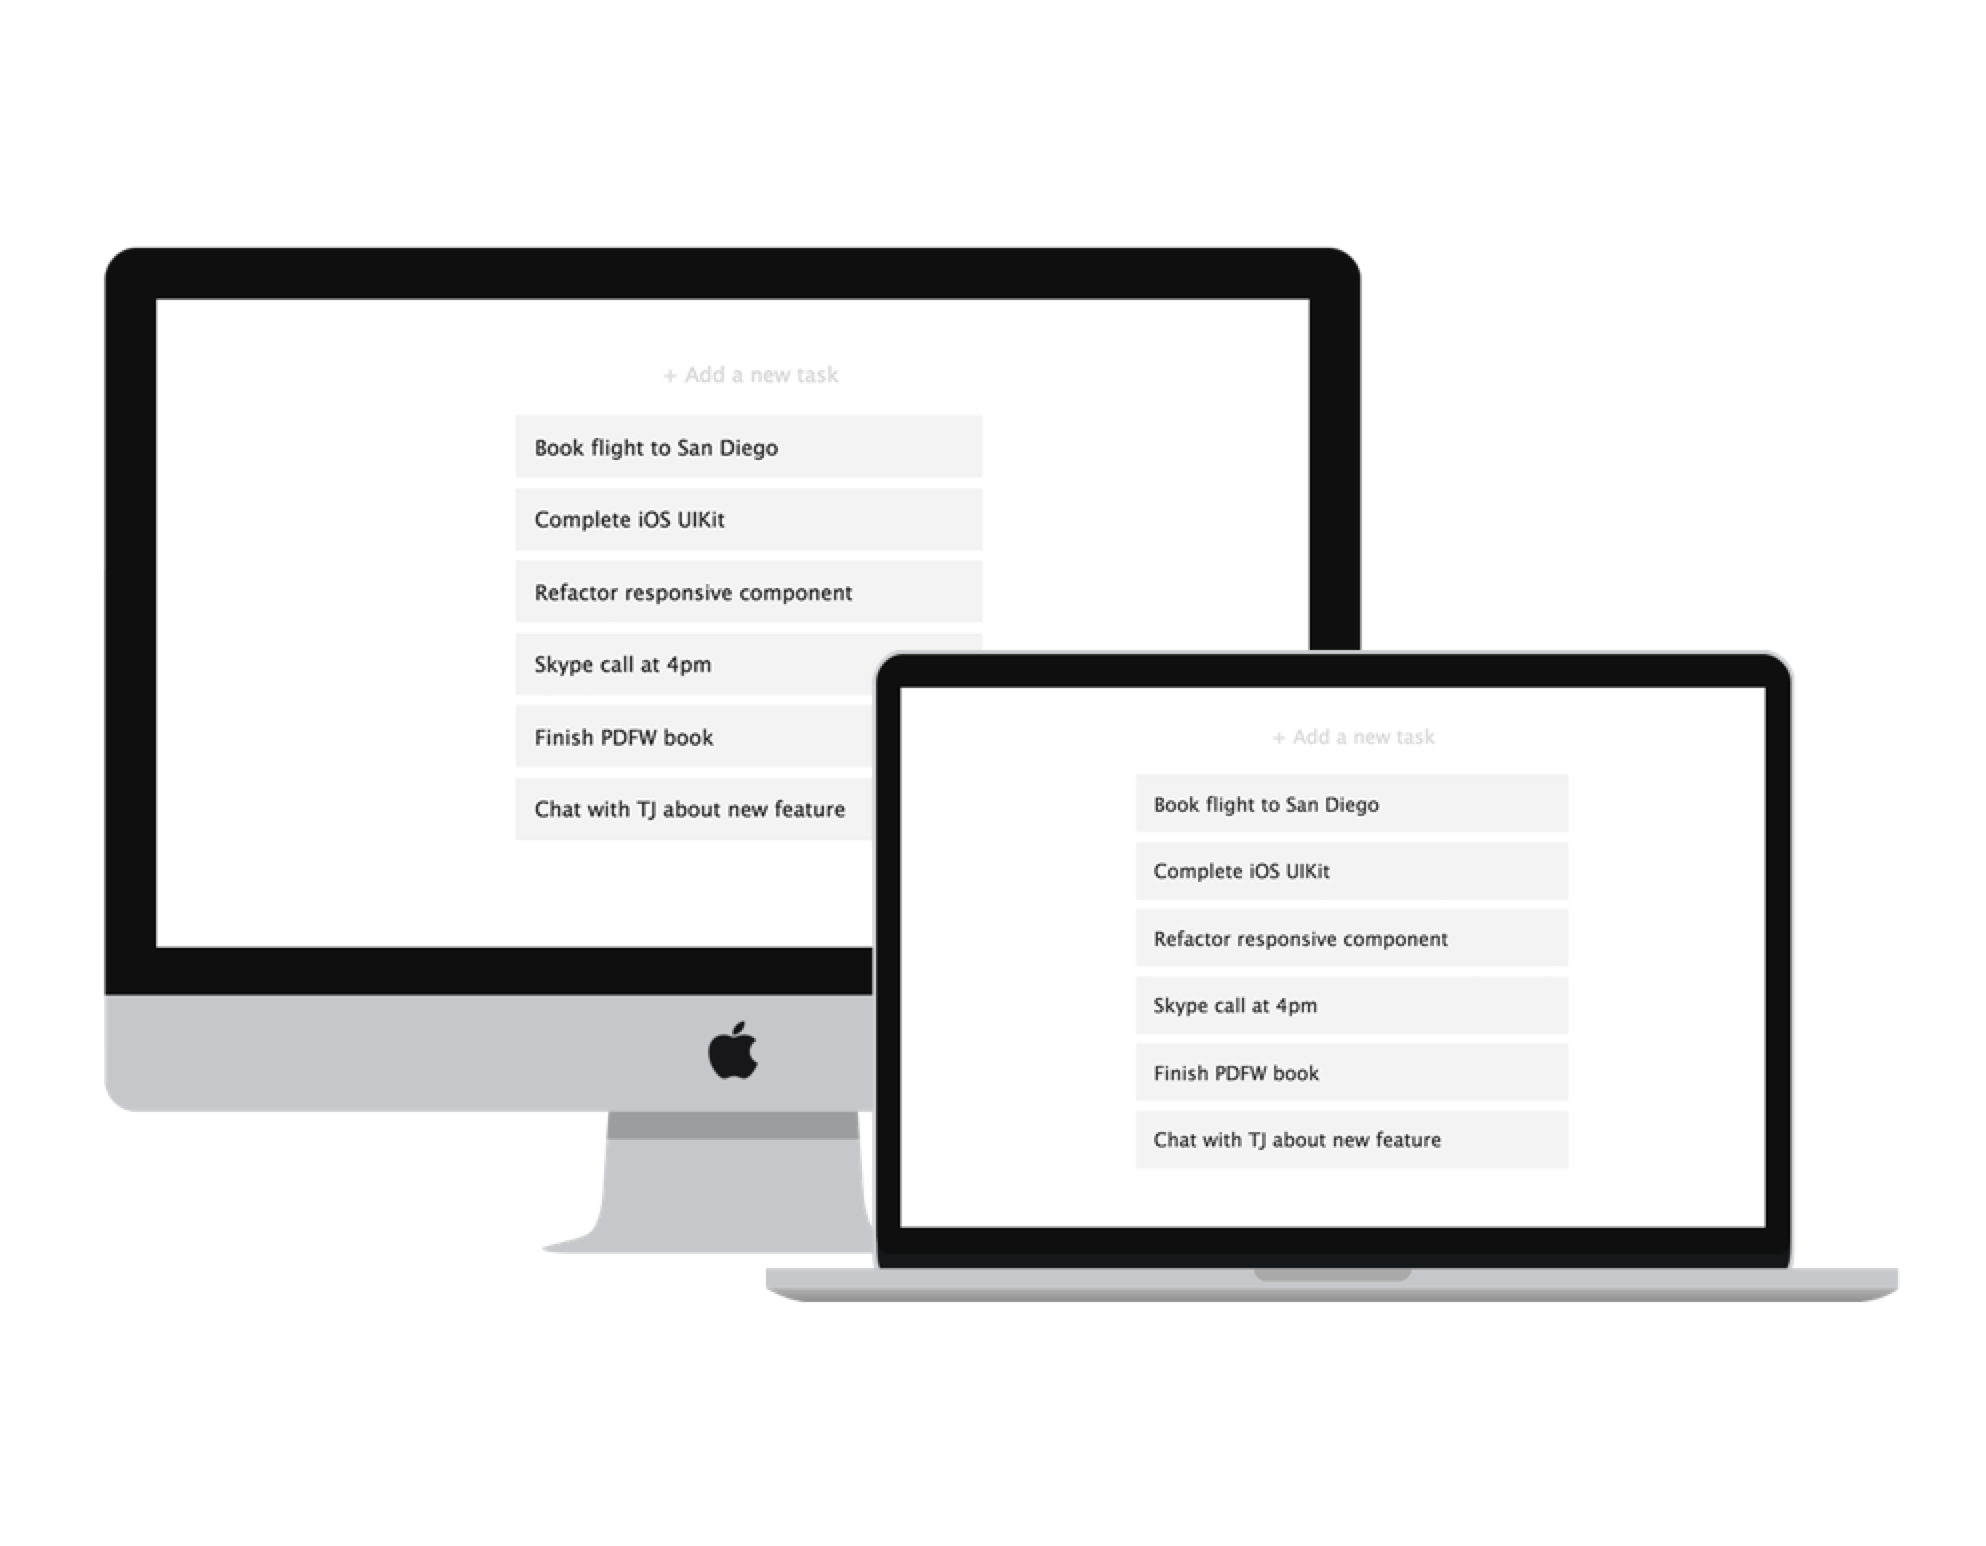 + Add a new task
Book flight to San Diego
Complete iOS UIKit
Refactor responsive component
Skype call at 4pm
Finish PDFW book
Chat with TJ about new feature
+ Add a new task
Book flight to San Diego
Complete iOS UIKit
Refactor responsive component
Skype call at 4pm
Finish PDFW book
Chat with TJ about new feature